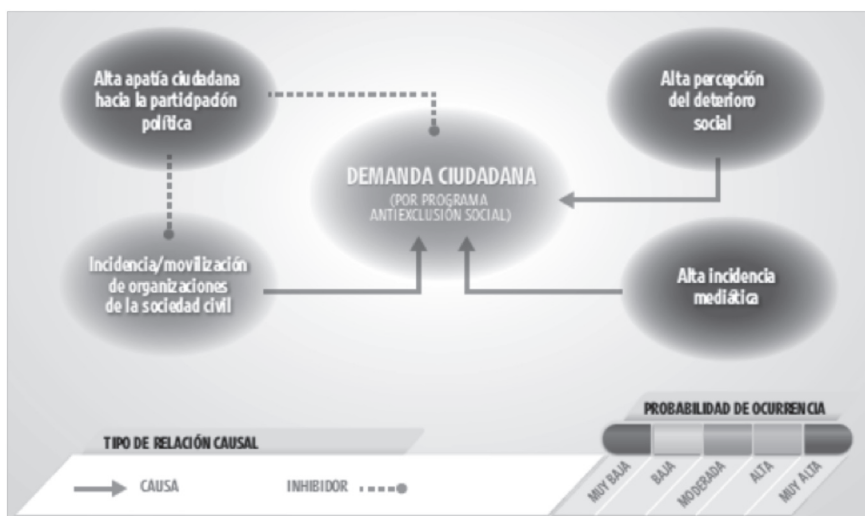 Alta apatía ciudadana
hacia la participación
política
Alta percepción
del deterioro
social
DEMANDA CIUDADANA
(POR PROGRAMA
ANTIEXCLUSIÓN SOCIAL)
Incidencia/movilización
de organizaciones
de la sociedad civil
Alta incidencia
mediática
PROBABILIDAD DE OCURRENCIA
MUY BAJA
BAJA
MODERADA
ALTA
MUY ALTA
TIPO DE RELACIÓN CAUSAL
CAUSA
INHIBIDOR